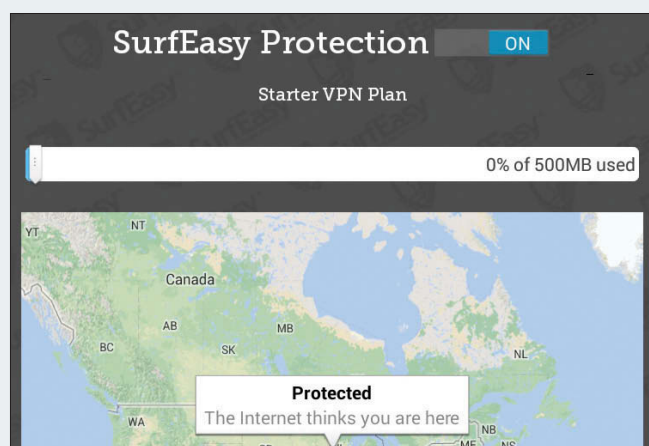 SurfEasy Protection ON
Starter VPN Plan
0% of 500MB used
YT
NT
Canada
AB
MB
BC
SK
NL
Protected
The Internet thinks you are here
WA
NB
ME
NS